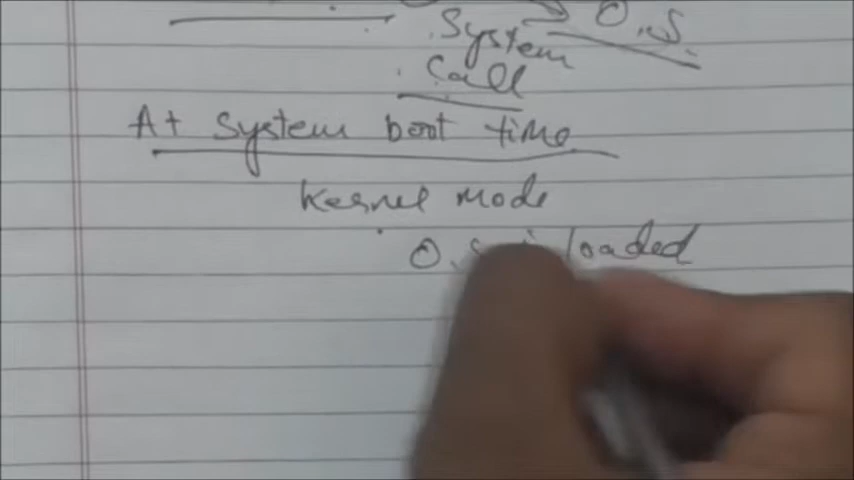 System O.S.
Call
At System boot time
Kernel mode
O.S loaded